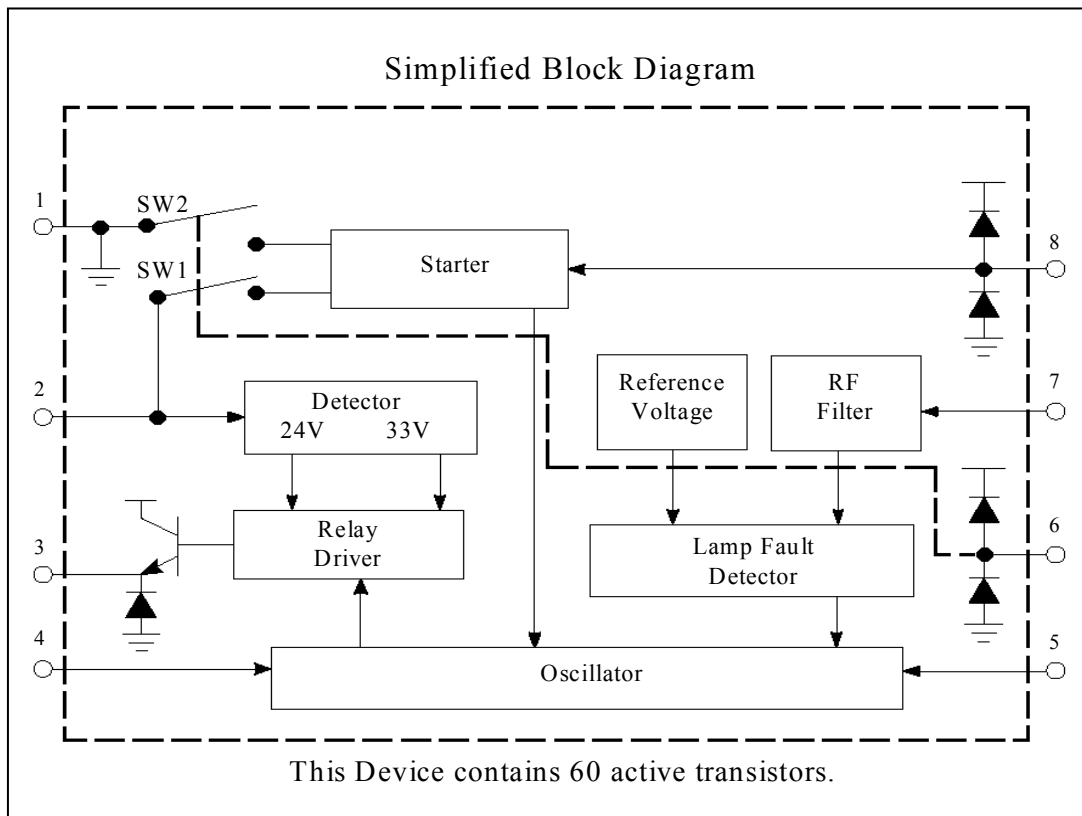 Simplified Block Diagram
1
SW2
Starter
8
SW1
2
Detector
24V 33V
Reference
Voltage
RF
Filter
7
3
Relay
Driver
Lamp Fault
Detector
6
4
Oscillator
5
This Device contains 60 active transistors.